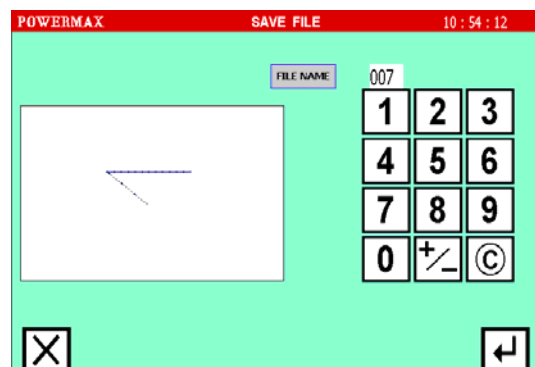 POWERMAX SAVE FILE 10 : 54 : 12
FILE NAME 007
1 2 3
4 5 6
7 8 9
0 +/- ©
X ↵